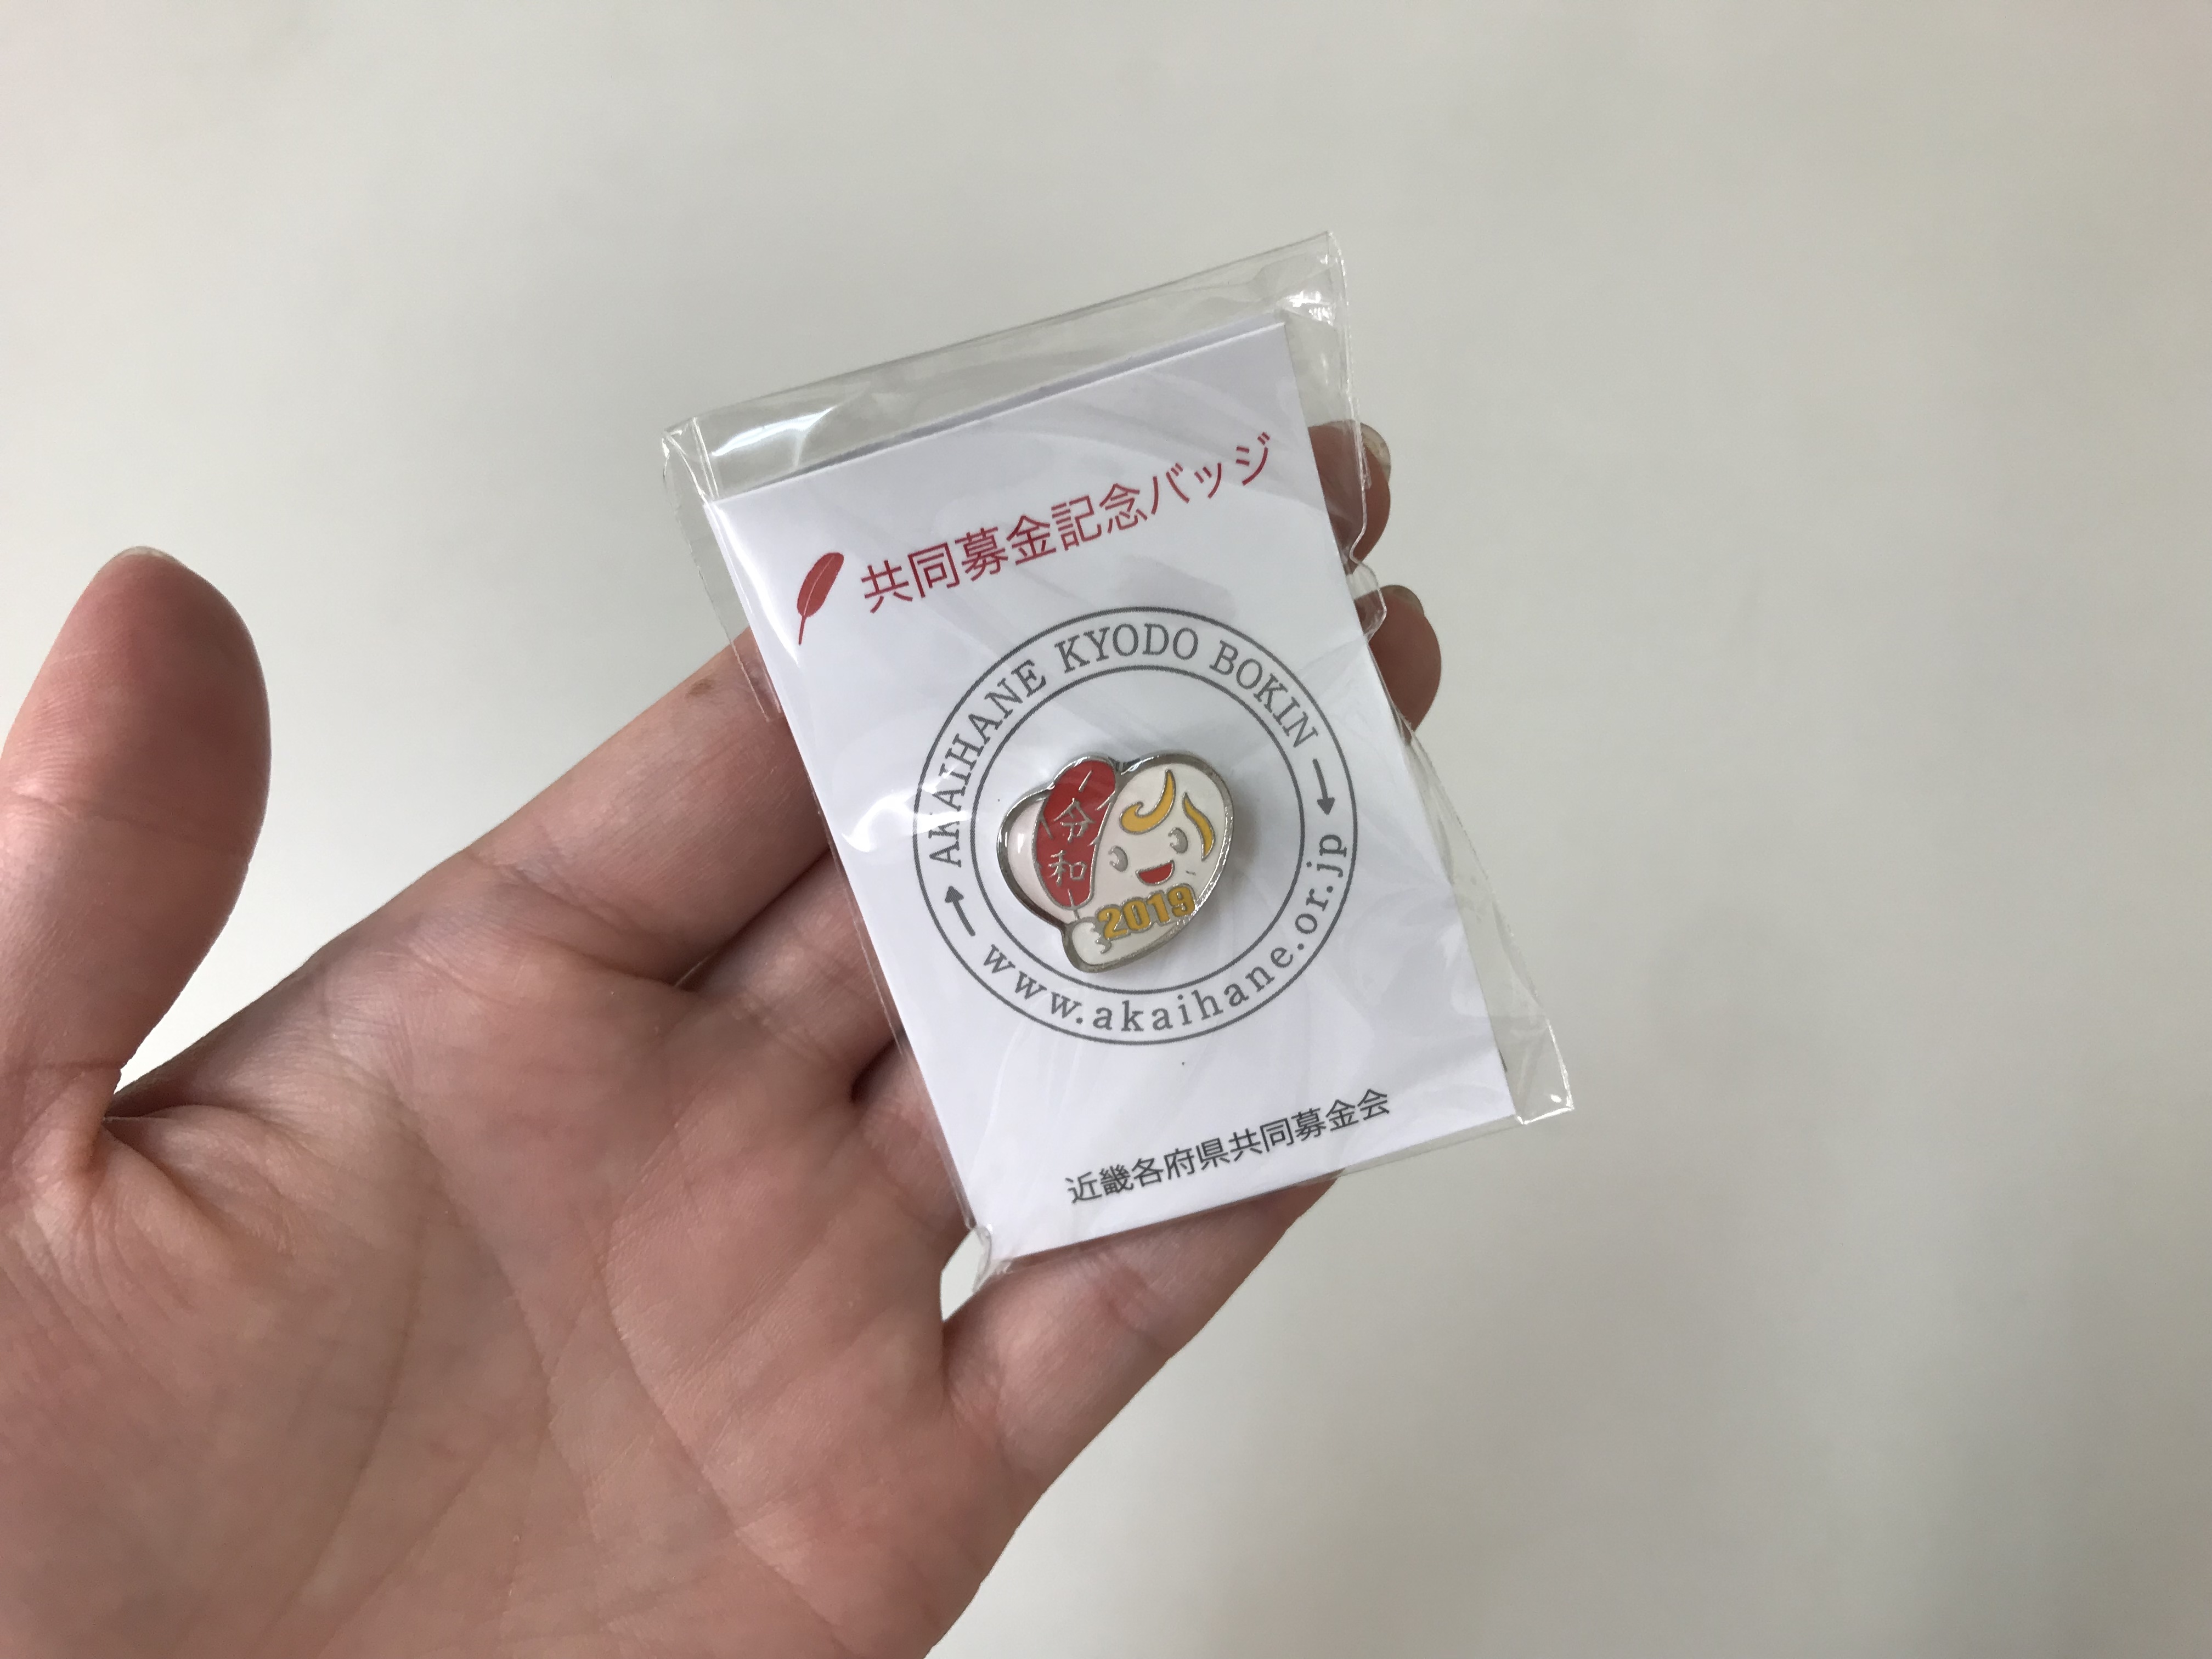 共同募金記念バッジ
AKAIHANE KYODO BOKIN
令和
2019
www.akaihane.or.jp
近畿各府県共同募金会